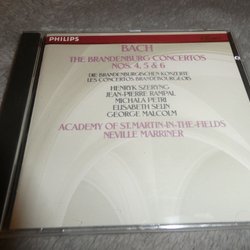 PHILIPS
BACH
THE BRANDENBURG CONCERTOS
NOS. 4, 5 & 6
DIE BRANDENBURGISCHEN KONZERTE
LES CONCERTOS BRANDEBOURGEOIS
HENRYK SZERYNG
JEAN-PIERRE RAMPAL
MICHALA PETRI
ELISABETH SELIN
GEORGE MALCOLM
ACADEMY OF ST. MARTIN-IN-THE-FIELDS
NEVILLE MARRINER